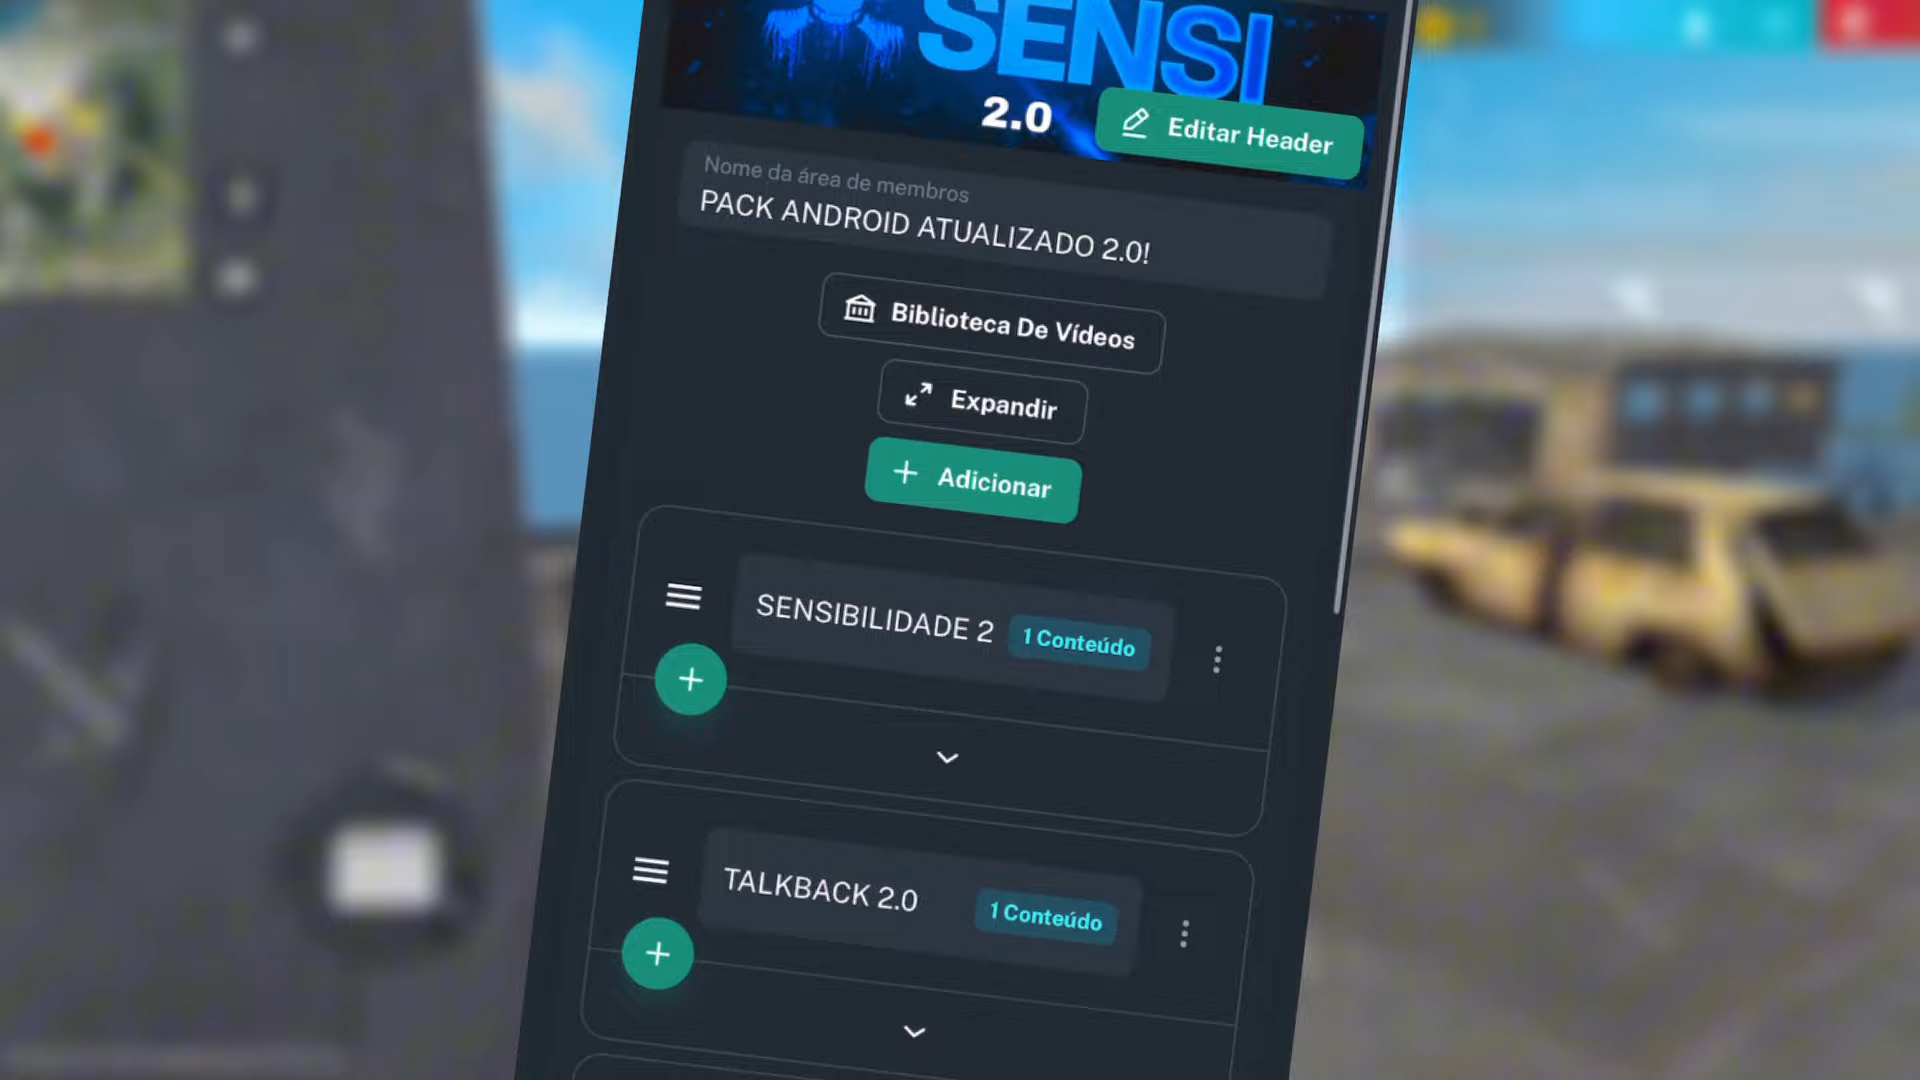 SENSI
2.0
Editar Header
Nome da área de membros
PACK ANDROID ATUALIZADO 2.0!
Biblioteca De Vídeos
Expandir
Adicionar
SENSIBILIDADE 2
1 Conteúdo
TALKBACK 2.0
1 Conteúdo